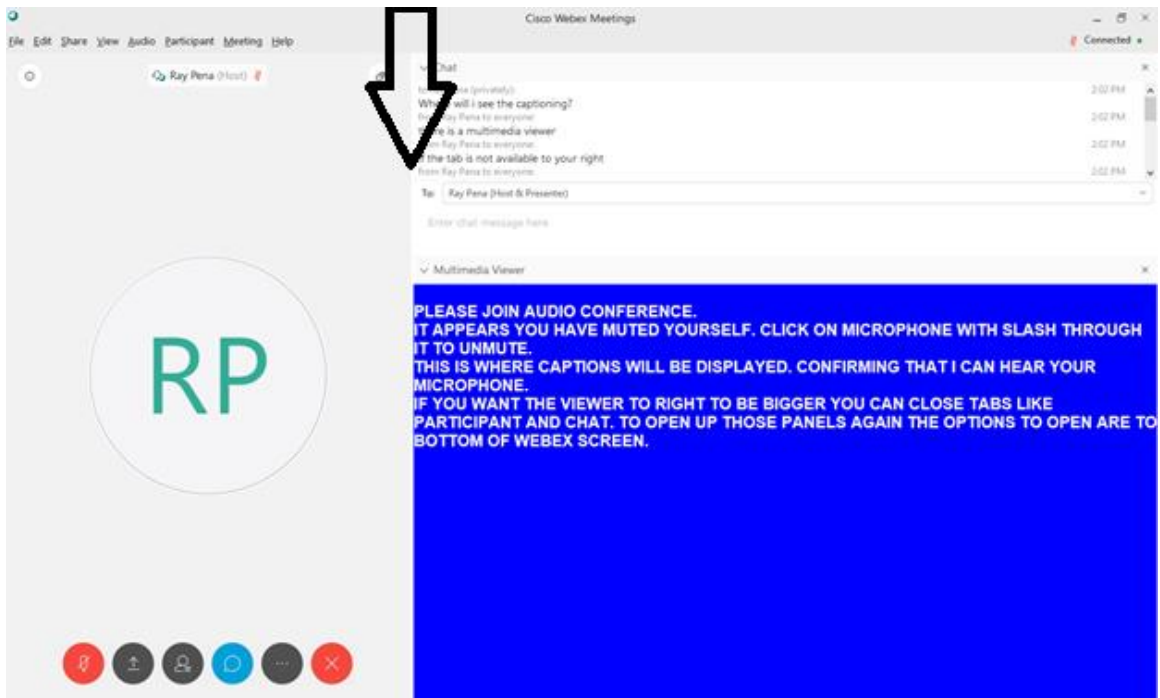 Cisco Webex Meetings
File Edit Share View Audio Participant Meeting Help
Connected
Ray Pena (Host)
Chat
(privately):
2:02 PM
will i see the captioning?
Ray Pena to everyone:
2:02 PM
is a multimedia viewer
Ray Pena to everyone:
2:02 PM
the tab is not available to your right
from Ray Pena to everyone:
2:02 PM
To: Ray Pena (Host & Presenter)
Enter chat message here
Multimedia Viewer
RP
PLEASE JOIN AUDIO CONFERENCE.
IT APPEARS YOU HAVE MUTED YOURSELF. CLICK ON MICROPHONE WITH SLASH THROUGH
IT TO UNMUTE.
THIS IS WHERE CAPTIONS WILL BE DISPLAYED. CONFIRMING THAT I CAN HEAR YOUR
MICROPHONE.
IF YOU WANT THE VIEWER TO RIGHT TO BE BIGGER YOU CAN CLOSE TABS LIKE
PARTICIPANT AND CHAT. TO OPEN UP THOSE PANELS AGAIN THE OPTIONS TO OPEN ARE TO
BOTTOM OF WEBEX SCREEN.